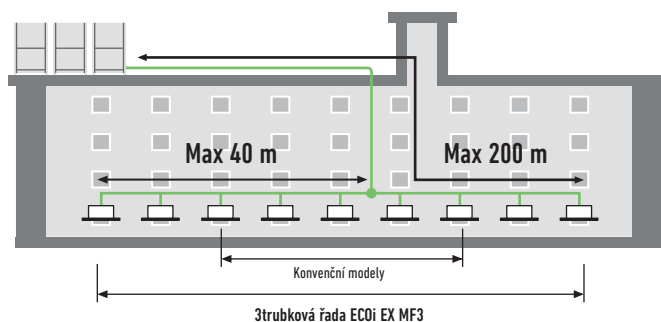 Max 40 m
Max 200 m
Konvenční modely
3trubková řada ECOi EX MF3